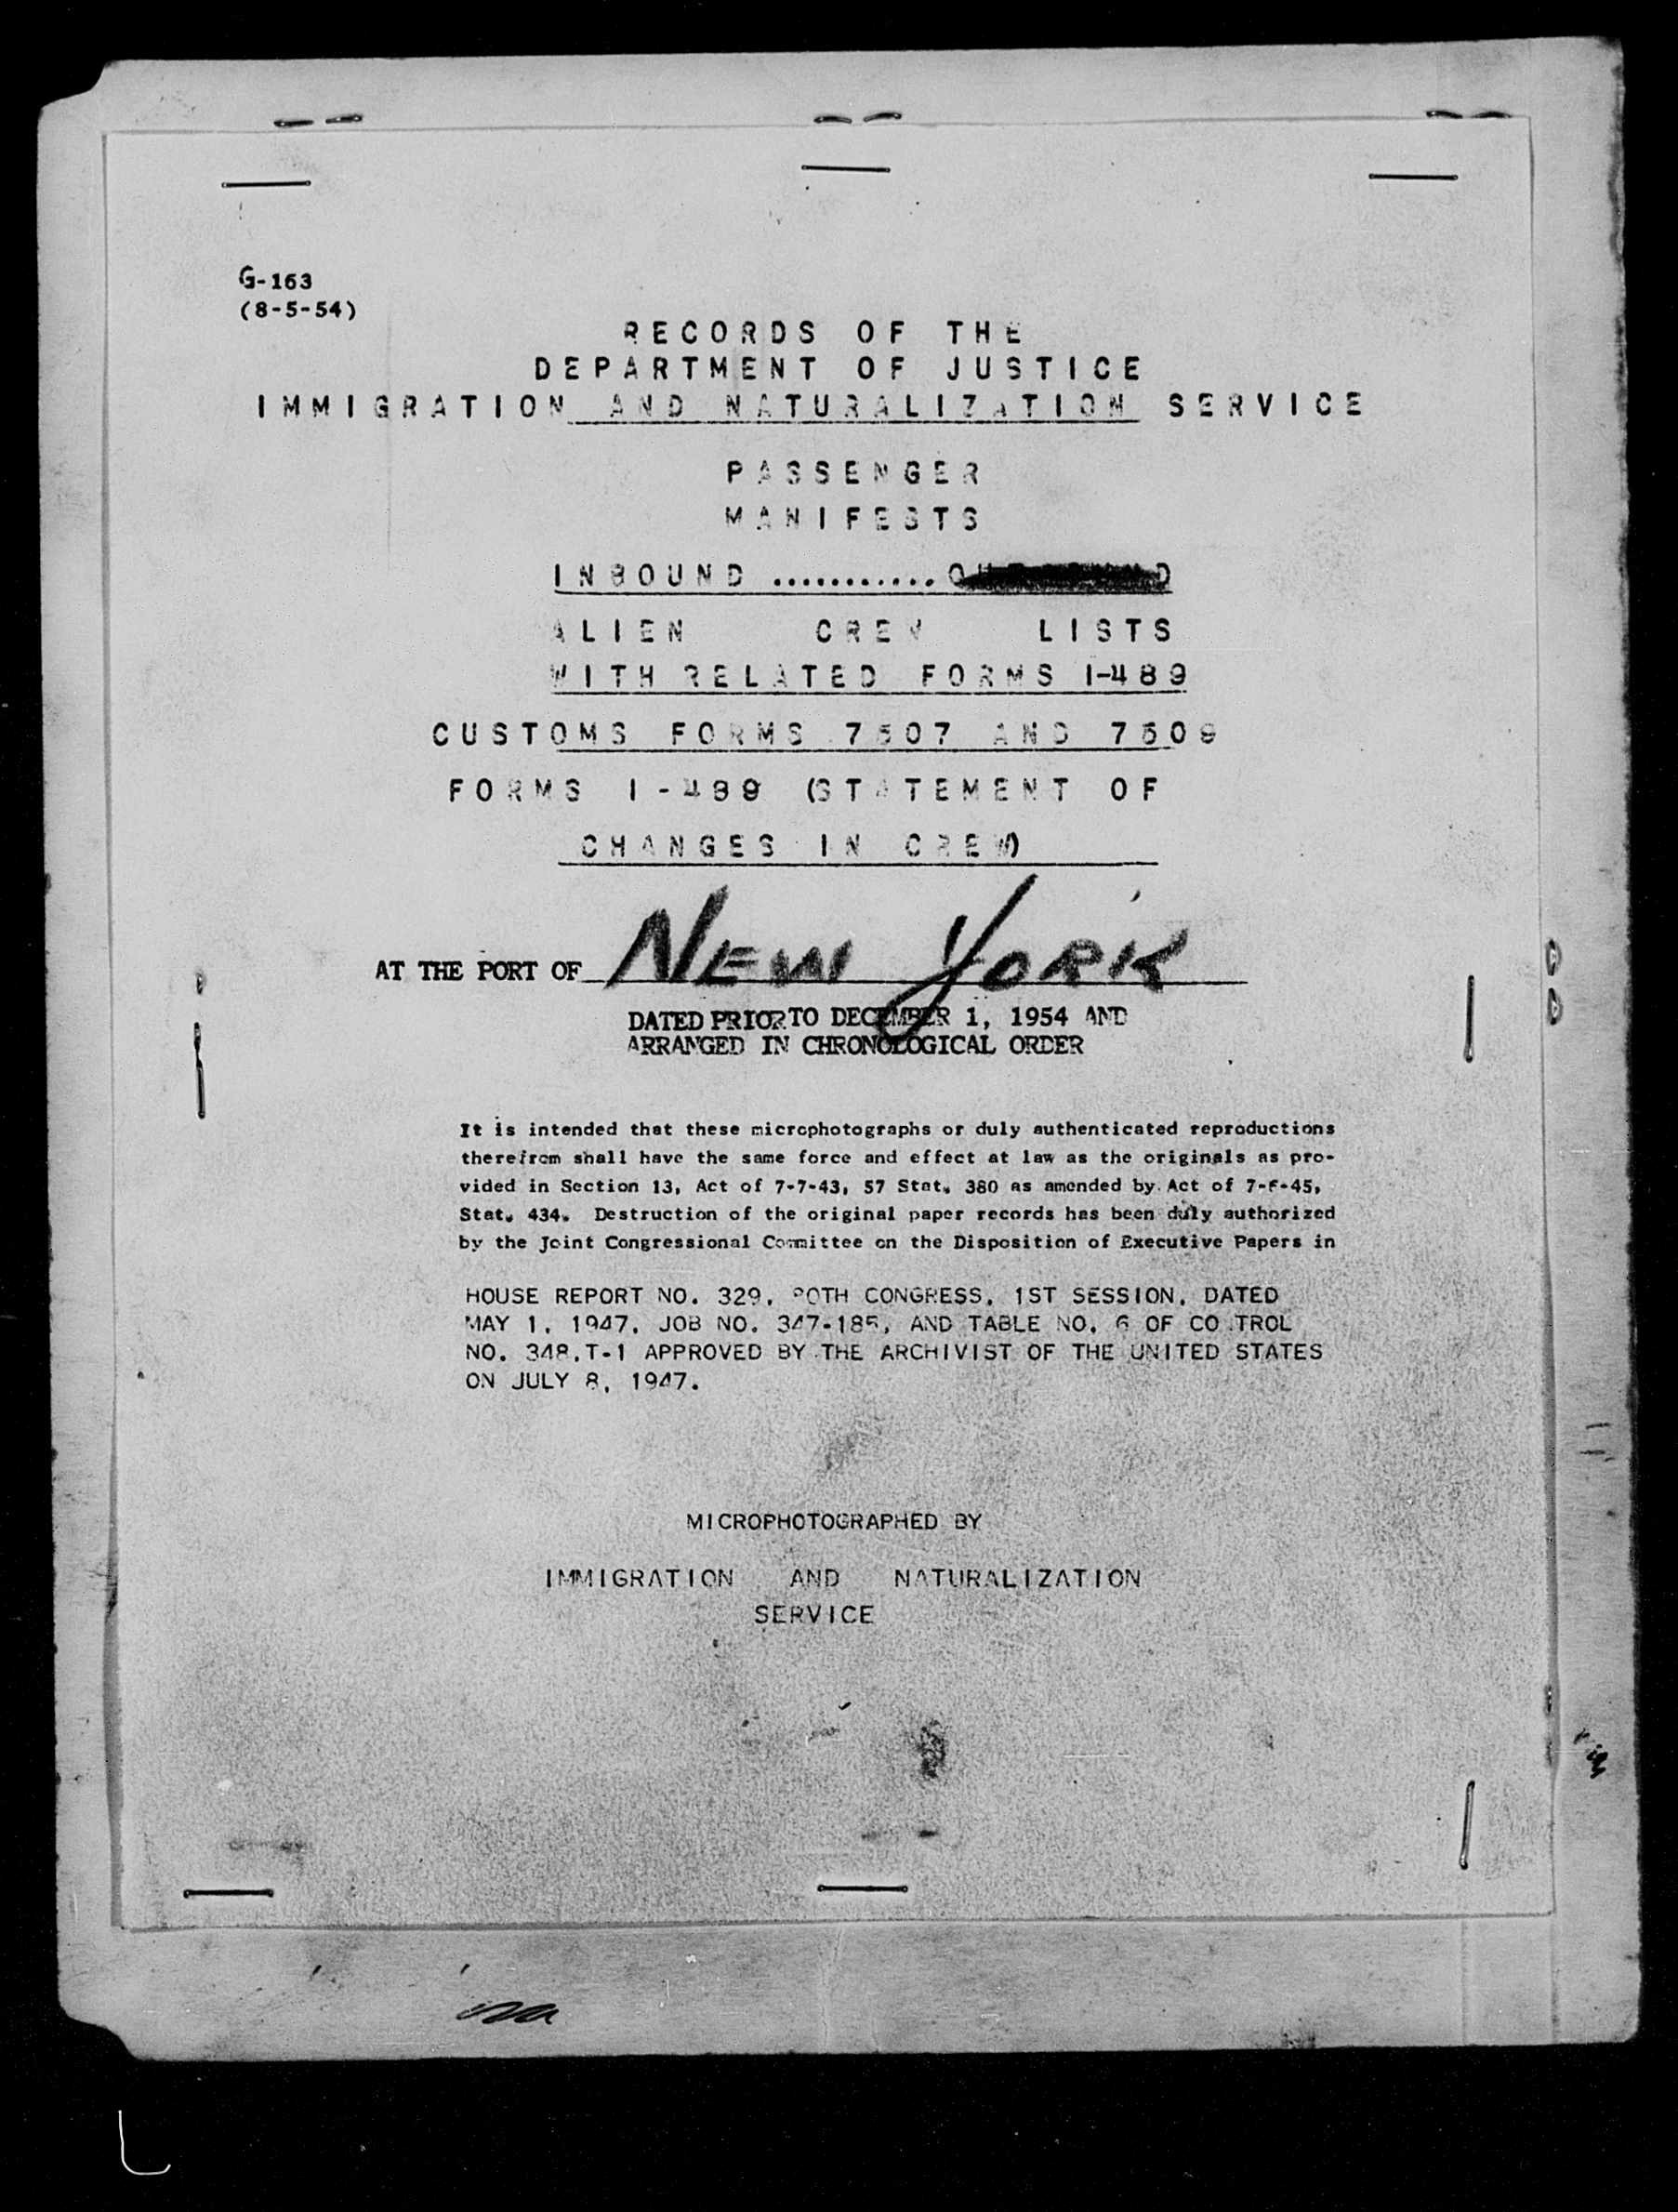 G-163
(8-5-54)
RECORDS OF THE
DEPARTMENT OF JUSTICE
IMMIGRATION AND NATURALIZATION SERVICE
PASSENGER
MANIFESTS
INBOUND ...........
ALIEN CREW LISTS
WITH RELATED FORMS I-489
CUSTOMS FORMS 7507 AND 7509
FORMS I-489 (STATEMENT OF
CHANGES IN CREW)
AT THE PORT OF NEW YORK
DATED PRIOR TO DECEMBER 1, 1954 AND
ARRANGED IN CHRONOLOGICAL ORDER
It is intended that these microphotographs or duly authenticated reproductions
therefrom shall have the same force and effect at law as the originals as pro-
vided in Section 13, Act of 7-7-43, 57 Stat. 380 as amended by Act of 7-6-45,
Stat. 434. Destruction of the original paper records has been duly authorized
by the Joint Congressional Committee on the Disposition of Executive Papers in
HOUSE REPORT NO. 329, 80TH CONGRESS, 1ST SESSION, DATED
MAY 1, 1947, JOB NO. 347-185, AND TABLE NO. 6 OF CO TROL
NO. 348.T-1 APPROVED BY THE ARCHIVIST OF THE UNITED STATES
ON JULY 8, 1947.
MICROPHOTOGRAPHED BY
IMMIGRATION AND NATURALIZATION
SERVICE